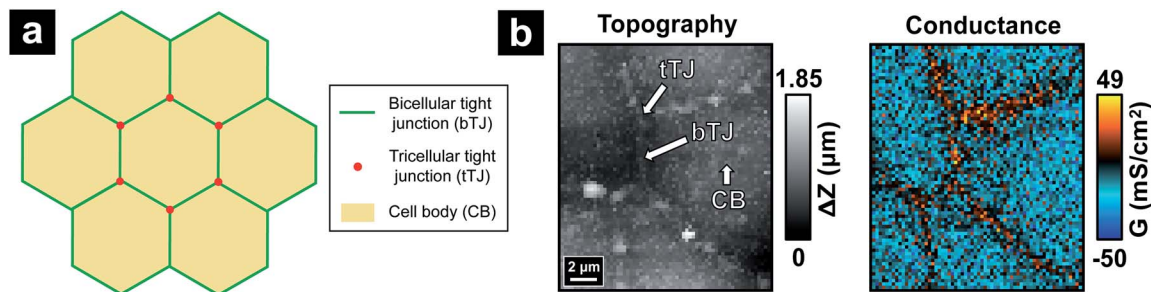 a
Bicellular tight
junction (bTJ)
Tricellular tight
junction (tTJ)
Cell body (CB)
b
Topography
tTJ
bTJ
CB
2 µm
1.85
ΔZ (µm)
0
Conductance
49
G (mS/cm²)
-50